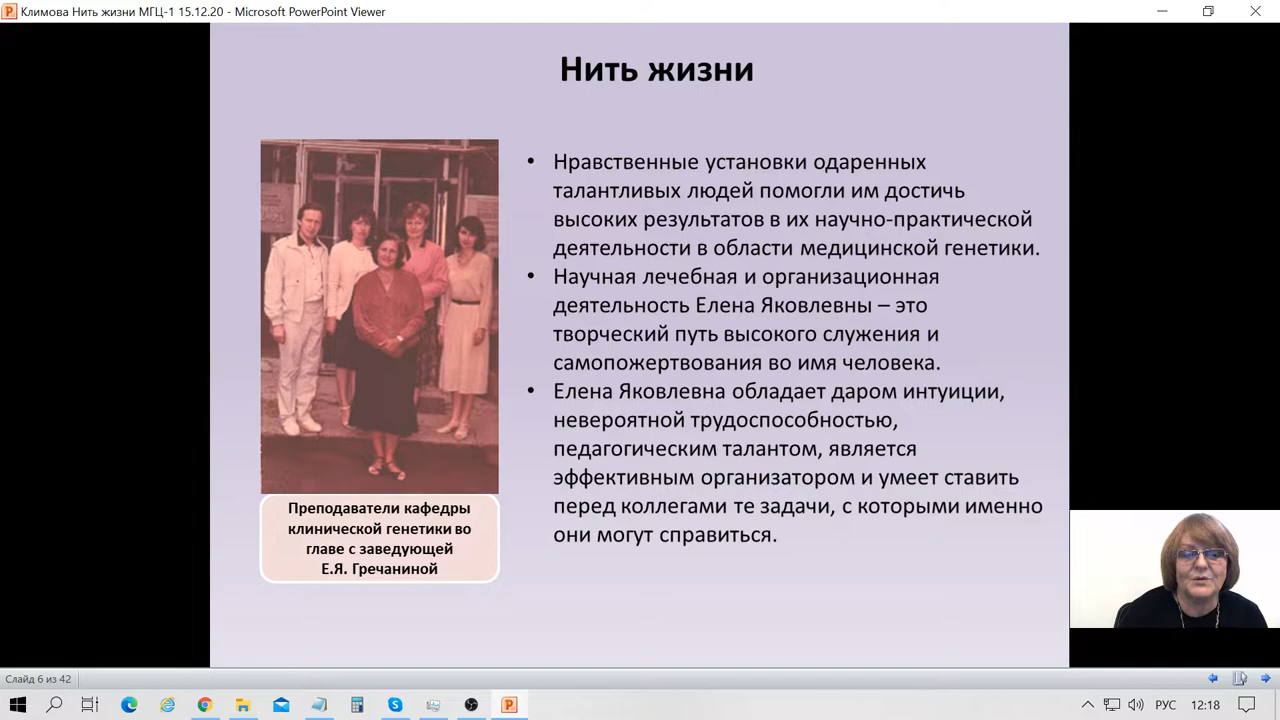 Климова Нить жизни МГЦ-1 15.12.20 - Microsoft PowerPoint Viewer
Нить жизни
• Нравственные установки одаренных
талантливых людей помогли им достичь
высоких результатов в их научно-практической
деятельности в области медицинской генетики.
• Научная лечебная и организационная
деятельность Елена Яковлевны – это
творческий путь высокого служения и
самопожертвования во имя человека.
• Елена Яковлевна обладает даром интуиции,
невероятной трудоспособностью,
педагогическим талантом, является
эффективным организатором и умеет ставить
перед коллегами те задачи, с которыми именно
они могут справиться.
Преподаватели кафедры
клинической генетики во
главе с заведующей
Е.Я. Гречаниной
Слайд 6 из 42
РУС
12:18